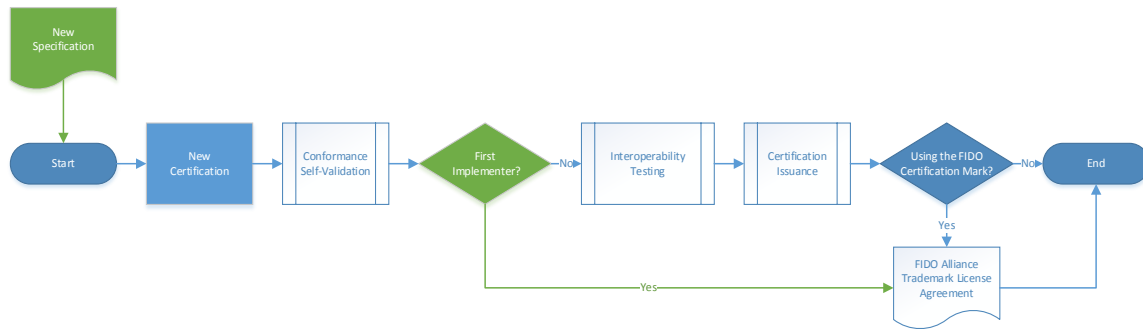 New
Specification
Start
New
Certification
Conformance
Self-Validation
First
Implementer?
No
Interoperability
Testing
Certification
Issuance
Using the FIDO
Certification Mark?
No
End
Yes
Yes
FIDO Alliance
Trademark License
Agreement